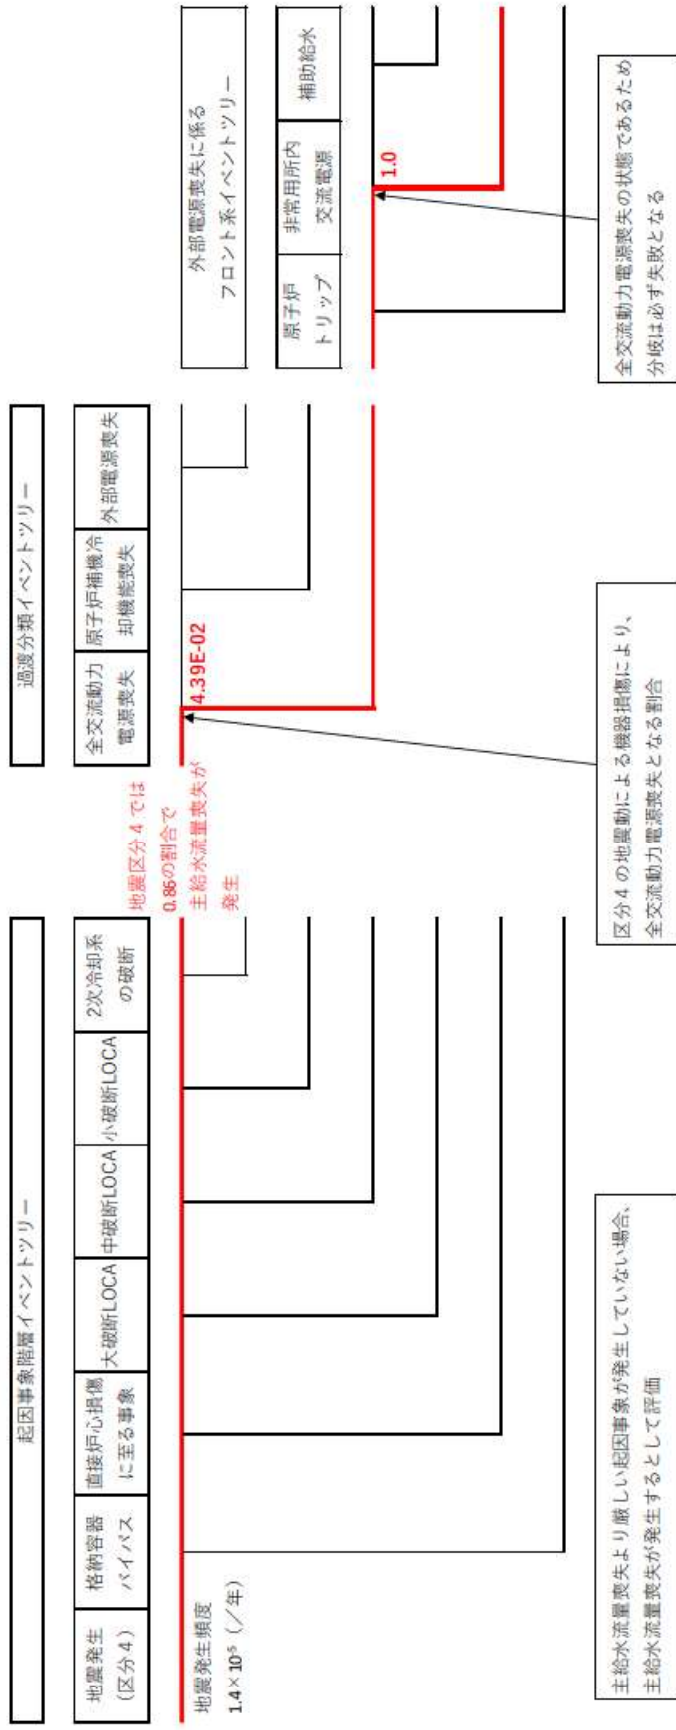 起因事象階層イベントツリー
地震発生
（区分４）
格納容器
バイパス
直接炉心損傷
に至る事象
大破断LOCA
中破断LOCA
小破断LOCA
2次冷却系
の破断
地震発生頻度
1.4×10⁻⁵（／年）
主給水流量喪失より厳しい起因事象が発生していない場合、
主給水流量喪失が発生するとして評価
地震区分４では
0.86の割合で
主給水流量喪失が
発生
過渡分類イベントツリー
全交流動力
電源喪失
原子炉補機冷
却機能喪失
外部電源喪失
4.39E-02
区分４の地震動による機器損傷により、
全交流動力電源喪失となる割合
外部電源喪失に係る
フロント系イベントツリー
原子炉
トリップ
非常用所内
交流電源
補助給水
1.0
全交流動力電源喪失の状態であるため
分岐は必ず失敗となる